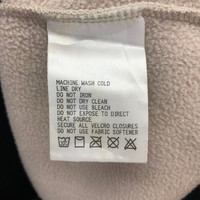 MACHINE WASH COLD
LINE DRY
DO NOT IRON
DO NOT DRY CLEAN
DO NOT USE BLEACH
DO NOT EXPOSE TO DIRECT
HEAT SOURCE
SECURE ALL VELCRO CLOSURES
DO NOT USE FABRIC SOFTENER